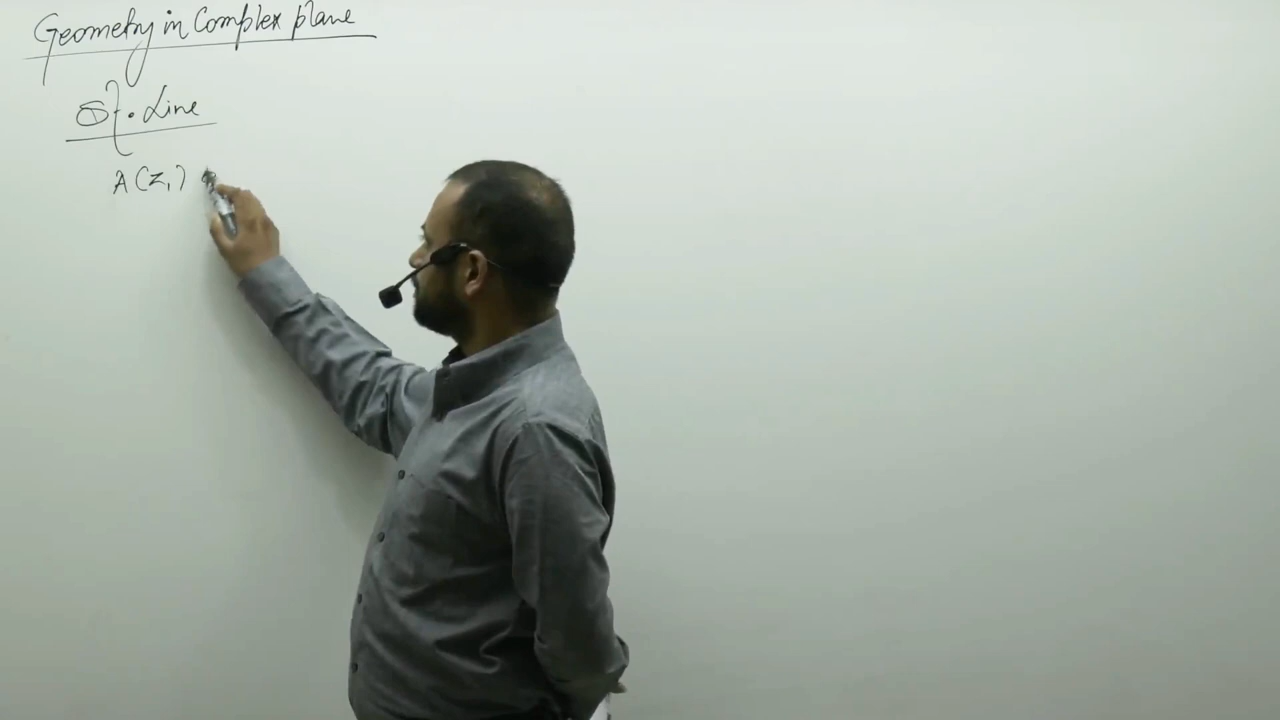 Geometry in Complex plane
St. Line
A(z₁)